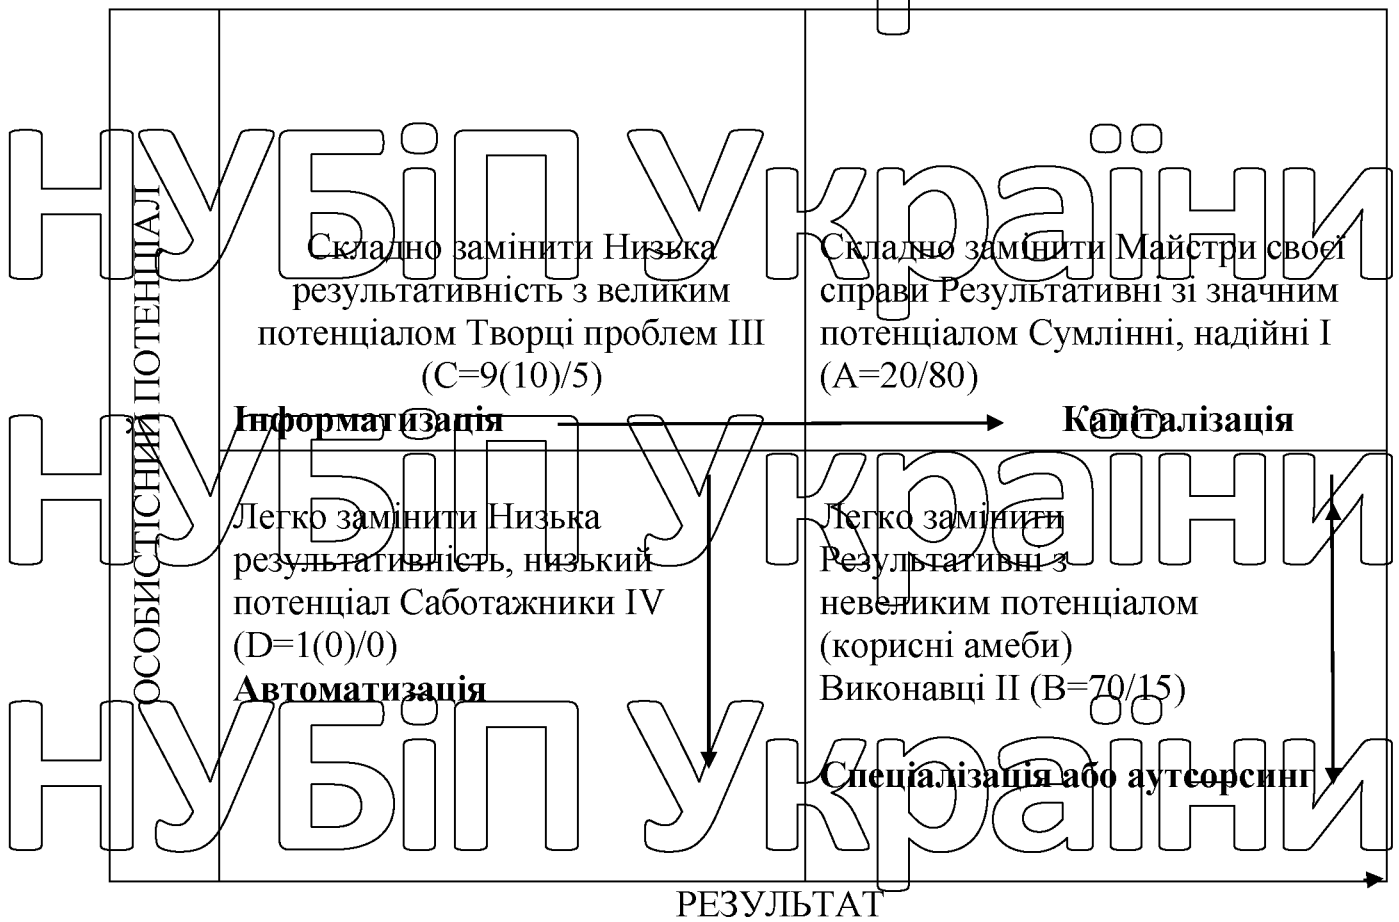 НУБіП України
ОСОБИСТІСНИЙ ПОТЕНЦІАЛ
Складно замінити Низька
результативність з великим
потенціалом Творці проблем III
(C=9(10)/5)
Інформатизація
Складно замінити Майстри своєї
справи Результативні зі значним
потенціалом Сумлінні, надійні I
(A=20/80)
Капіталізація
НУБіП України
Легко замінити Низька
результативність, низький
потенціал Саботажники IV
(D=1(0)/0)
Автоматизація
Легко замінити
Результативні з
невеликим потенціалом
(корисні амеби)
Виконавці II (B=70/15)
Спеціалізація або аутсорсинг
НУБіП України
РЕЗУЛЬТАТ